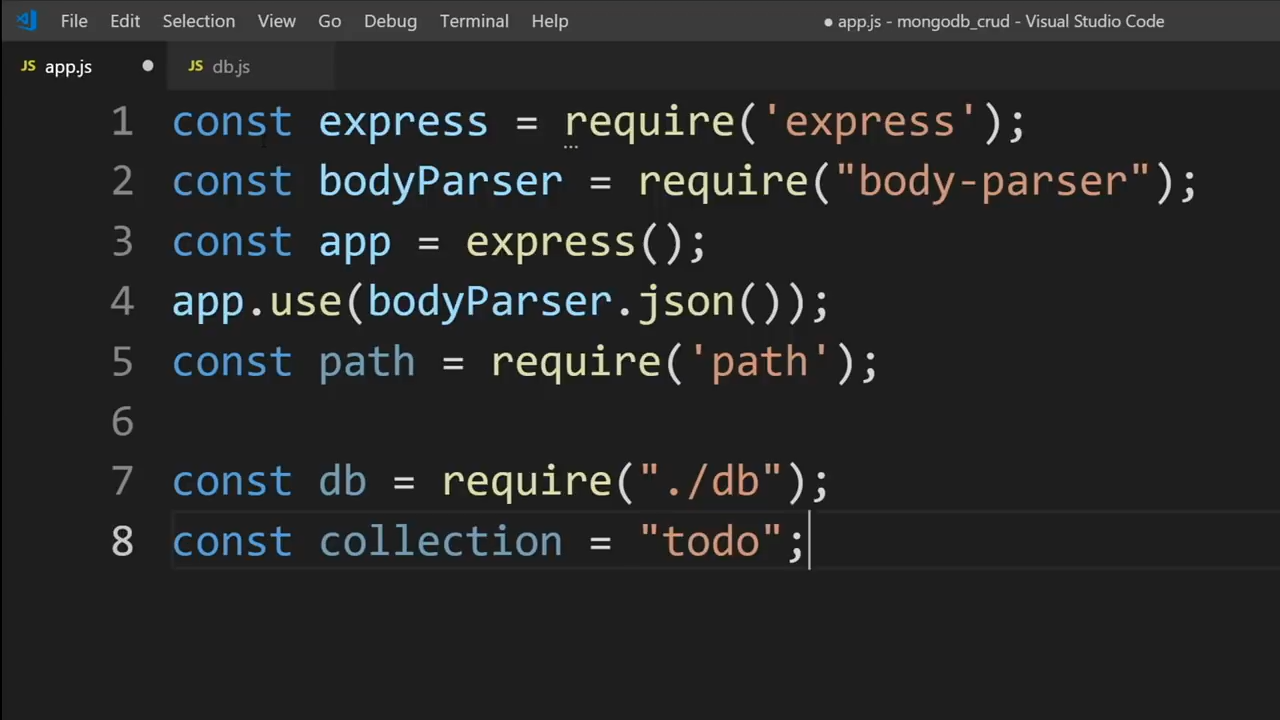 File Edit Selection View Go Debug Terminal Help ● app.js - mongodb_crud - Visual Studio Code
JS app.js ● JS db.js
1 const express = require('express');
2 const bodyParser = require("body-parser");
3 const app = express();
4 app.use(bodyParser.json());
5 const path = require('path');
6
7 const db = require("./db");
8 const collection = "todo";